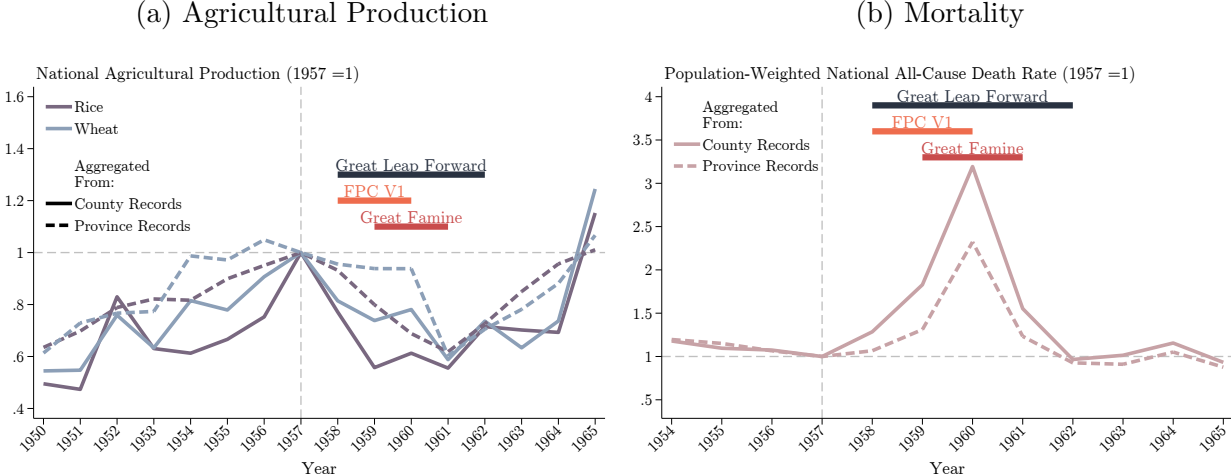 (a) Agricultural Production
National Agricultural Production (1957 =1)
1.6
1.4
1.2
1
.8
.6
.4
Rice
Wheat
Aggregated
From:
County Records
Province Records
Great Leap Forward
FPC V1
Great Famine
1950
1951
1952
1953
1954
1955
1956
1957
1958
1959
1960
1961
1962
1963
1964
1965
Year
(b) Mortality
Population-Weighted National All-Cause Death Rate (1957 =1)
4
3.5
3
2.5
2
1.5
1
.5
Aggregated
From:
County Records
Province Records
Great Leap Forward
FPC V1
Great Famine
1954
1955
1956
1957
1958
1959
1960
1961
1962
1963
1964
1965
Year